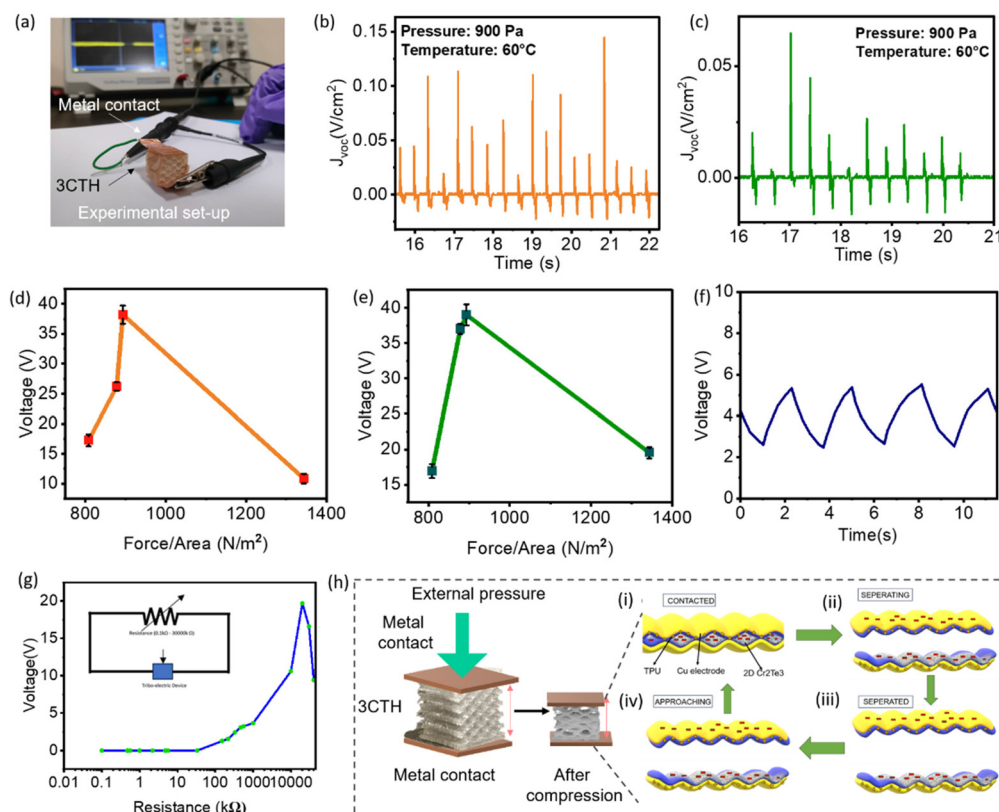 (a)
Metal contact
3CTH
Experimental set-up
(b)
Pressure: 900 Pa
Temperature: 60°C
J_VOC(V/cm²)
0.15
0.10
0.05
0.00
16 17 18 19 20 21 22
Time (s)
(c)
Pressure: 900 Pa
Temperature: 60°C
J_VOC(V/cm²)
0.05
0.00
16 17 18 19 20 21
Time (s)
(d)
Voltage (V)
40
35
30
25
20
15
10
800 1000 1200 1400
Force/Area (N/m²)
(e)
Voltage (V)
40
35
30
25
20
15
800 1000 1200 1400
Force/Area (N/m²)
(f)
Voltage (V)
10
8
6
4
2
0
0 2 4 6 8 10
Time(s)
(g)
Voltage(V)
20
15
10
5
0
Resistance (0.1kΩ - 30000k Ω)
Tribo-electric Device
0.01 0.1 1 10 100 1000 10000
Resistance (kΩ)
(h)
External pressure
Metal contact
3CTH
Metal contact
After compression
(i)
CONTACTED
TPU
Cu electrode
2D Cr2Te3
(ii)
SEPERATING
(iii)
SEPERATED
(iv)
APPROACHING